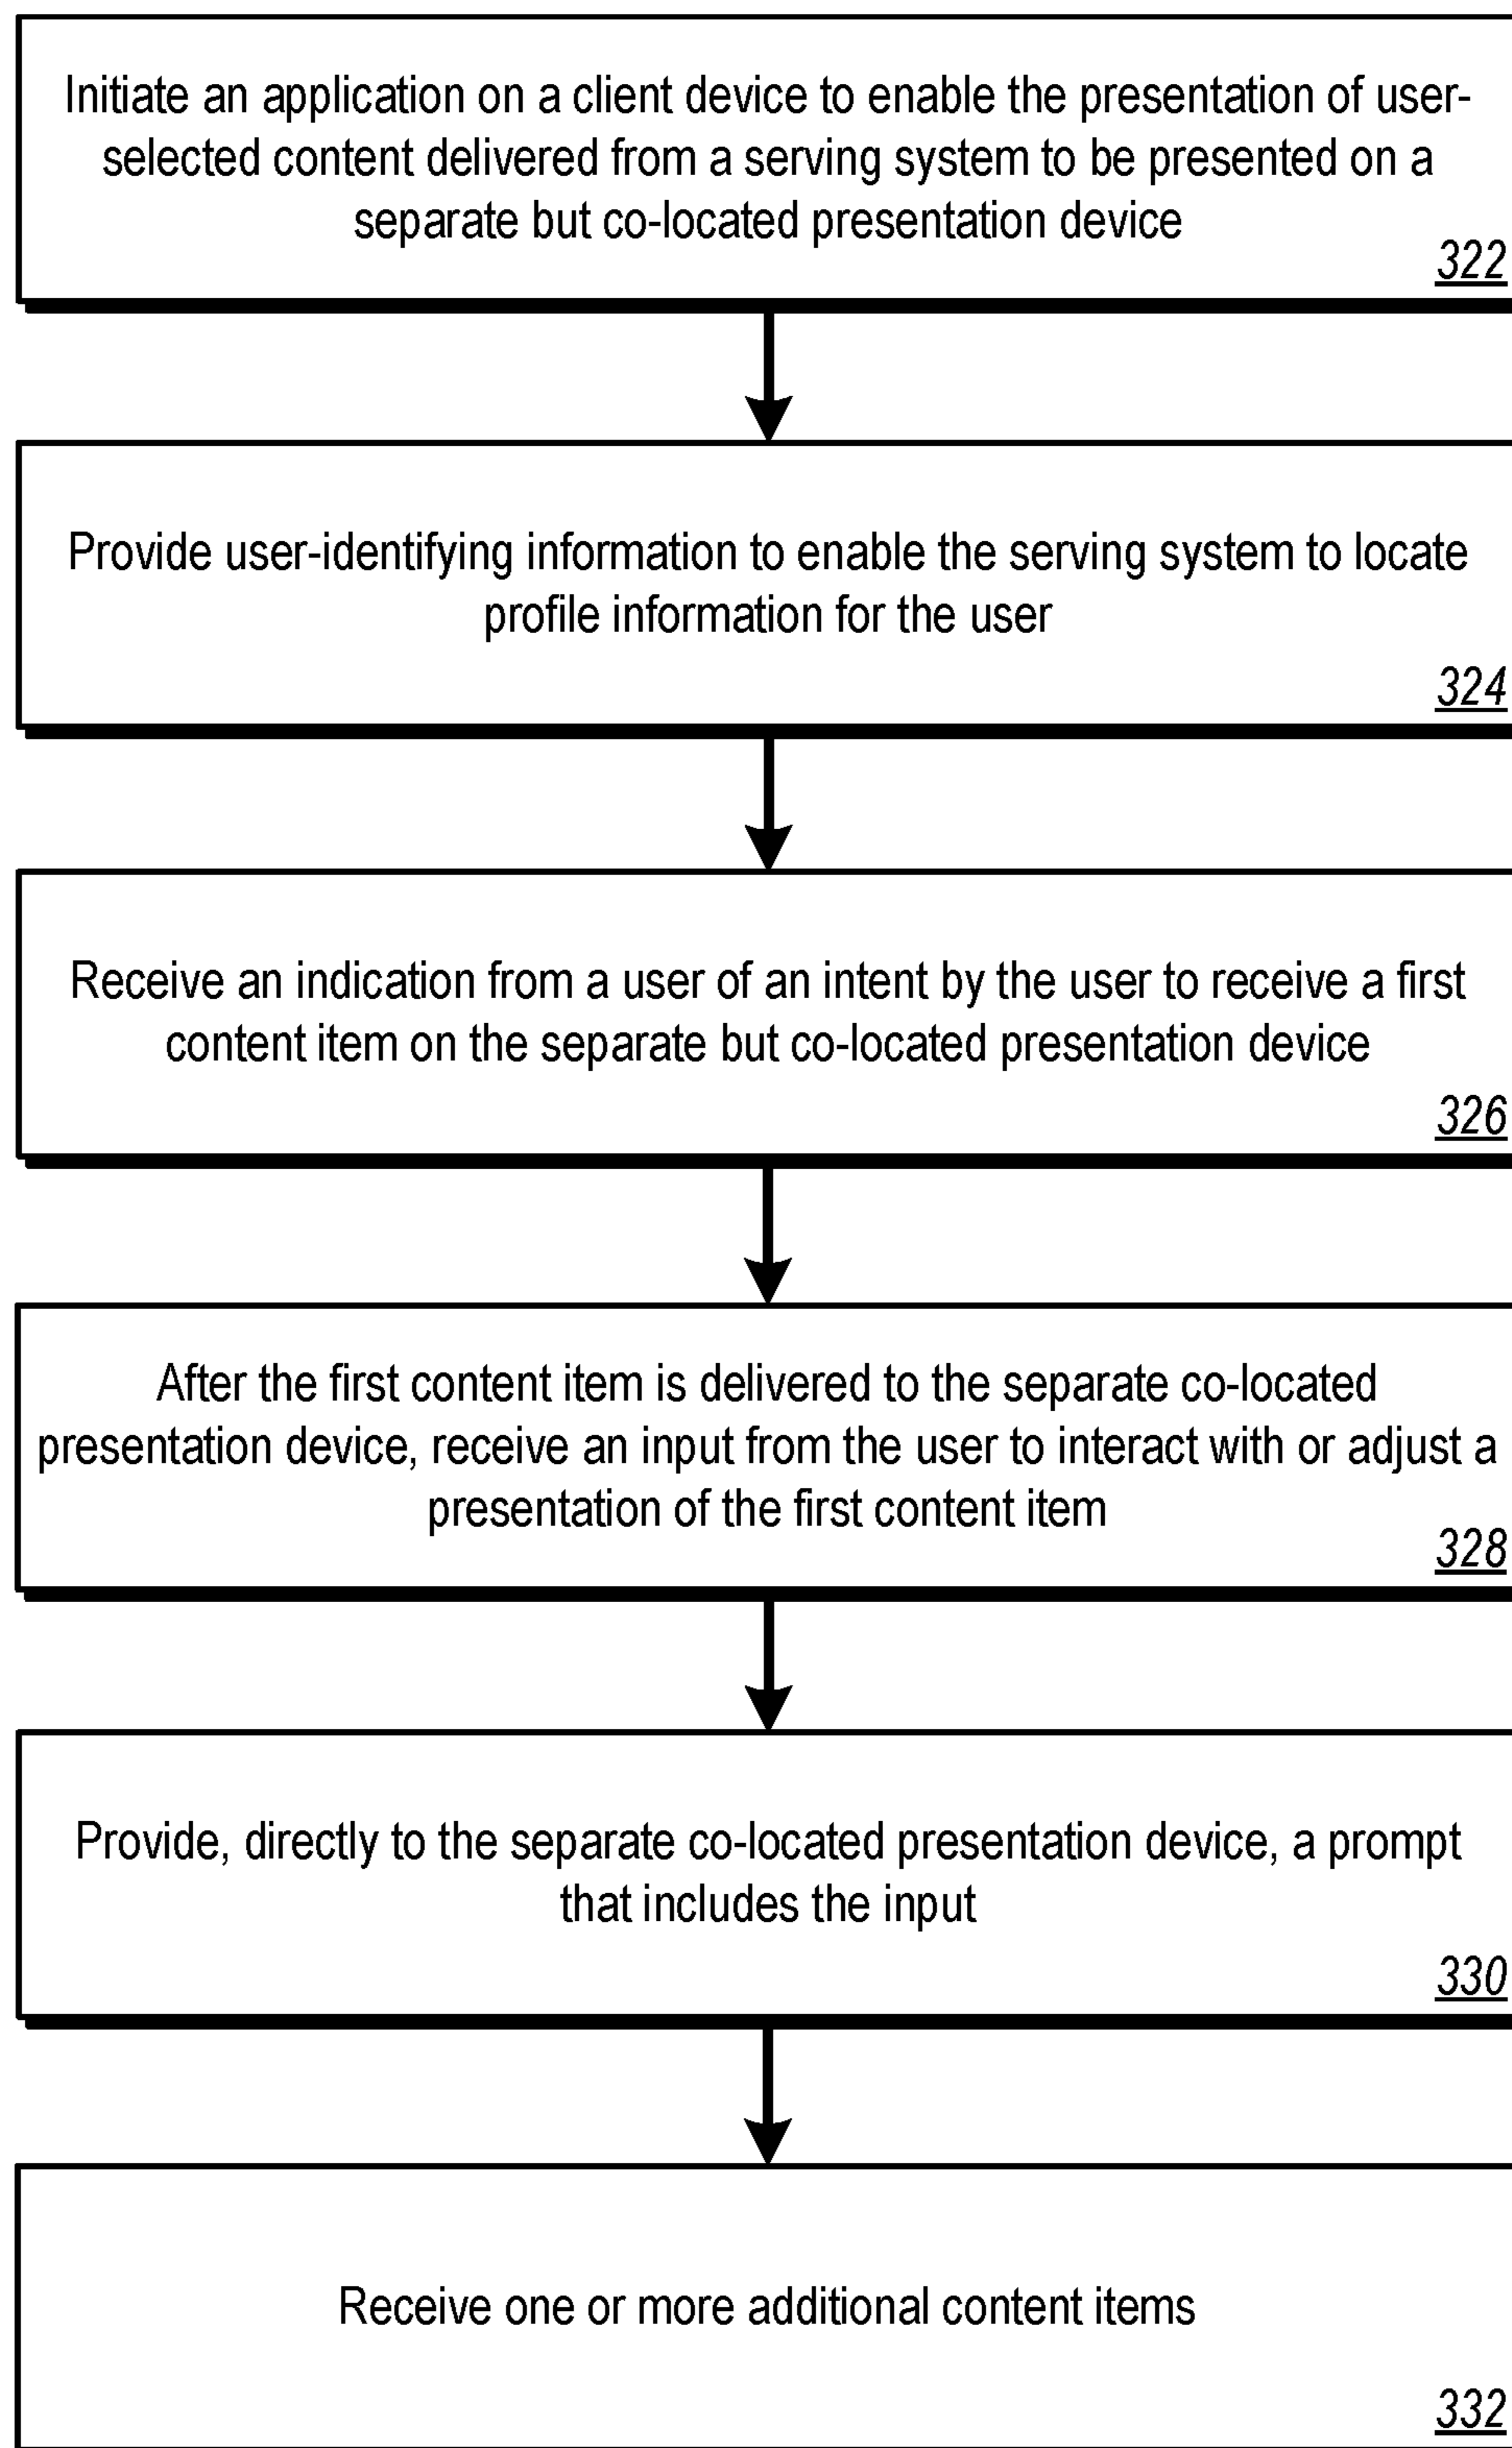 Initiate an application on a client device to enable the presentation of user-
selected content delivered from a serving system to be presented on a
separate but co-located presentation device
322
Provide user-identifying information to enable the serving system to locate
profile information for the user
324
Receive an indication from a user of an intent by the user to receive a first
content item on the separate but co-located presentation device
326
After the first content item is delivered to the separate co-located
presentation device, receive an input from the user to interact with or adjust a
presentation of the first content item
328
Provide, directly to the separate co-located presentation device, a prompt
that includes the input
330
Receive one or more additional content items
332